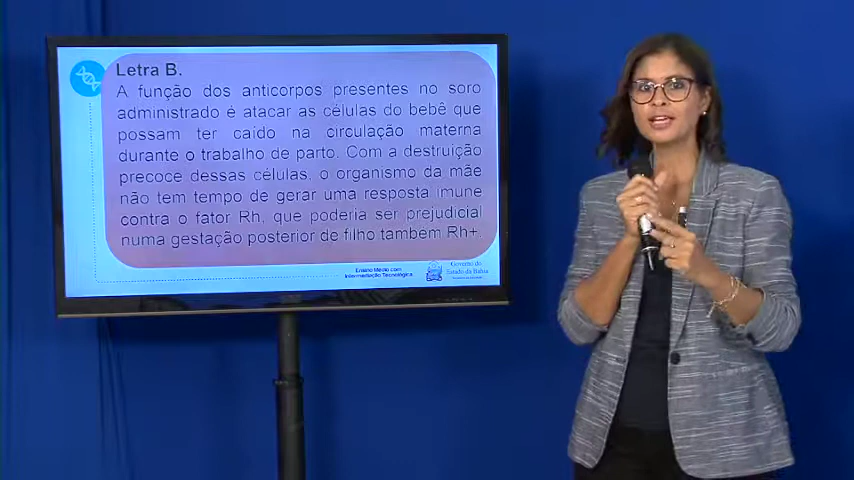 Letra B.
A função dos anticorpos presentes no soro
administrado é atacar as células do bebê que
possam ter caído na circulação materna
durante o trabalho de parto. Com a destruição
precoce dessas células, o organismo da mãe
não tem tempo de gerar uma resposta imune
contra o fator Rh, que poderia ser prejudicial
numa gestação posterior de filho também Rh+.
Ensino Médio com
Intermediação Tecnológica
Governo do
Estado da Bahia